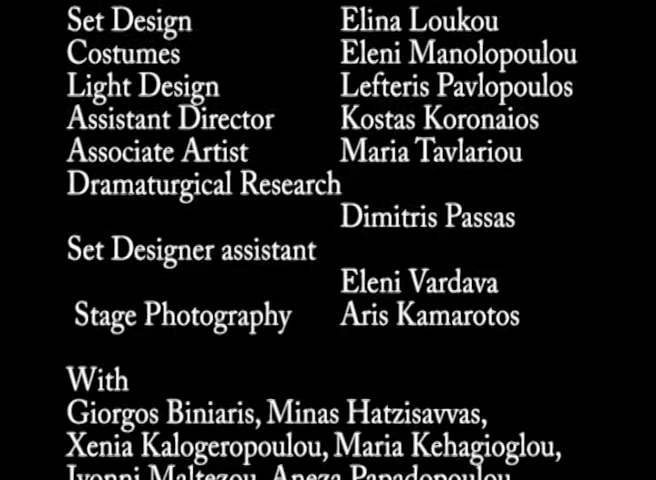 Set Design Elina Loukou
Costumes Eleni Manolopoulou
Light Design Lefteris Pavlopoulos
Assistant Director Kostas Koronaios
Associate Artist Maria Tavlariou
Dramaturgical Research
Dimitris Passas
Set Designer assistant
Eleni Vardava
Stage Photography Aris Kamarotos
With
Giorgos Biniaris, Minas Hatzisavvas,
Xenia Kalogeropoulou, Maria Kehagioglou,
Ivonni Maltezou, Aneza Papadopoulou